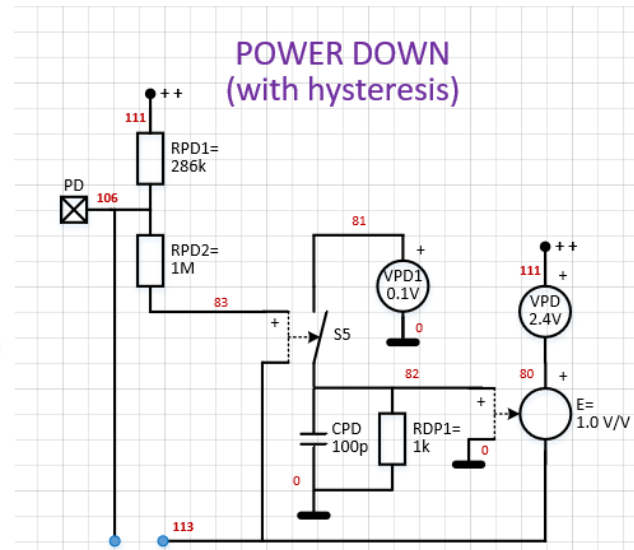 POWER DOWN
(with hysteresis)
++
111
RPD1=
286k
PD
106
RPD2=
1M
83
81
+
VPD1
0.1V
0
++
111
+
VPD
2.4V
+
S5
82
80
+
+
E=
1.0 V/V
CPD
100p
RDP1=
1k
0
0
113